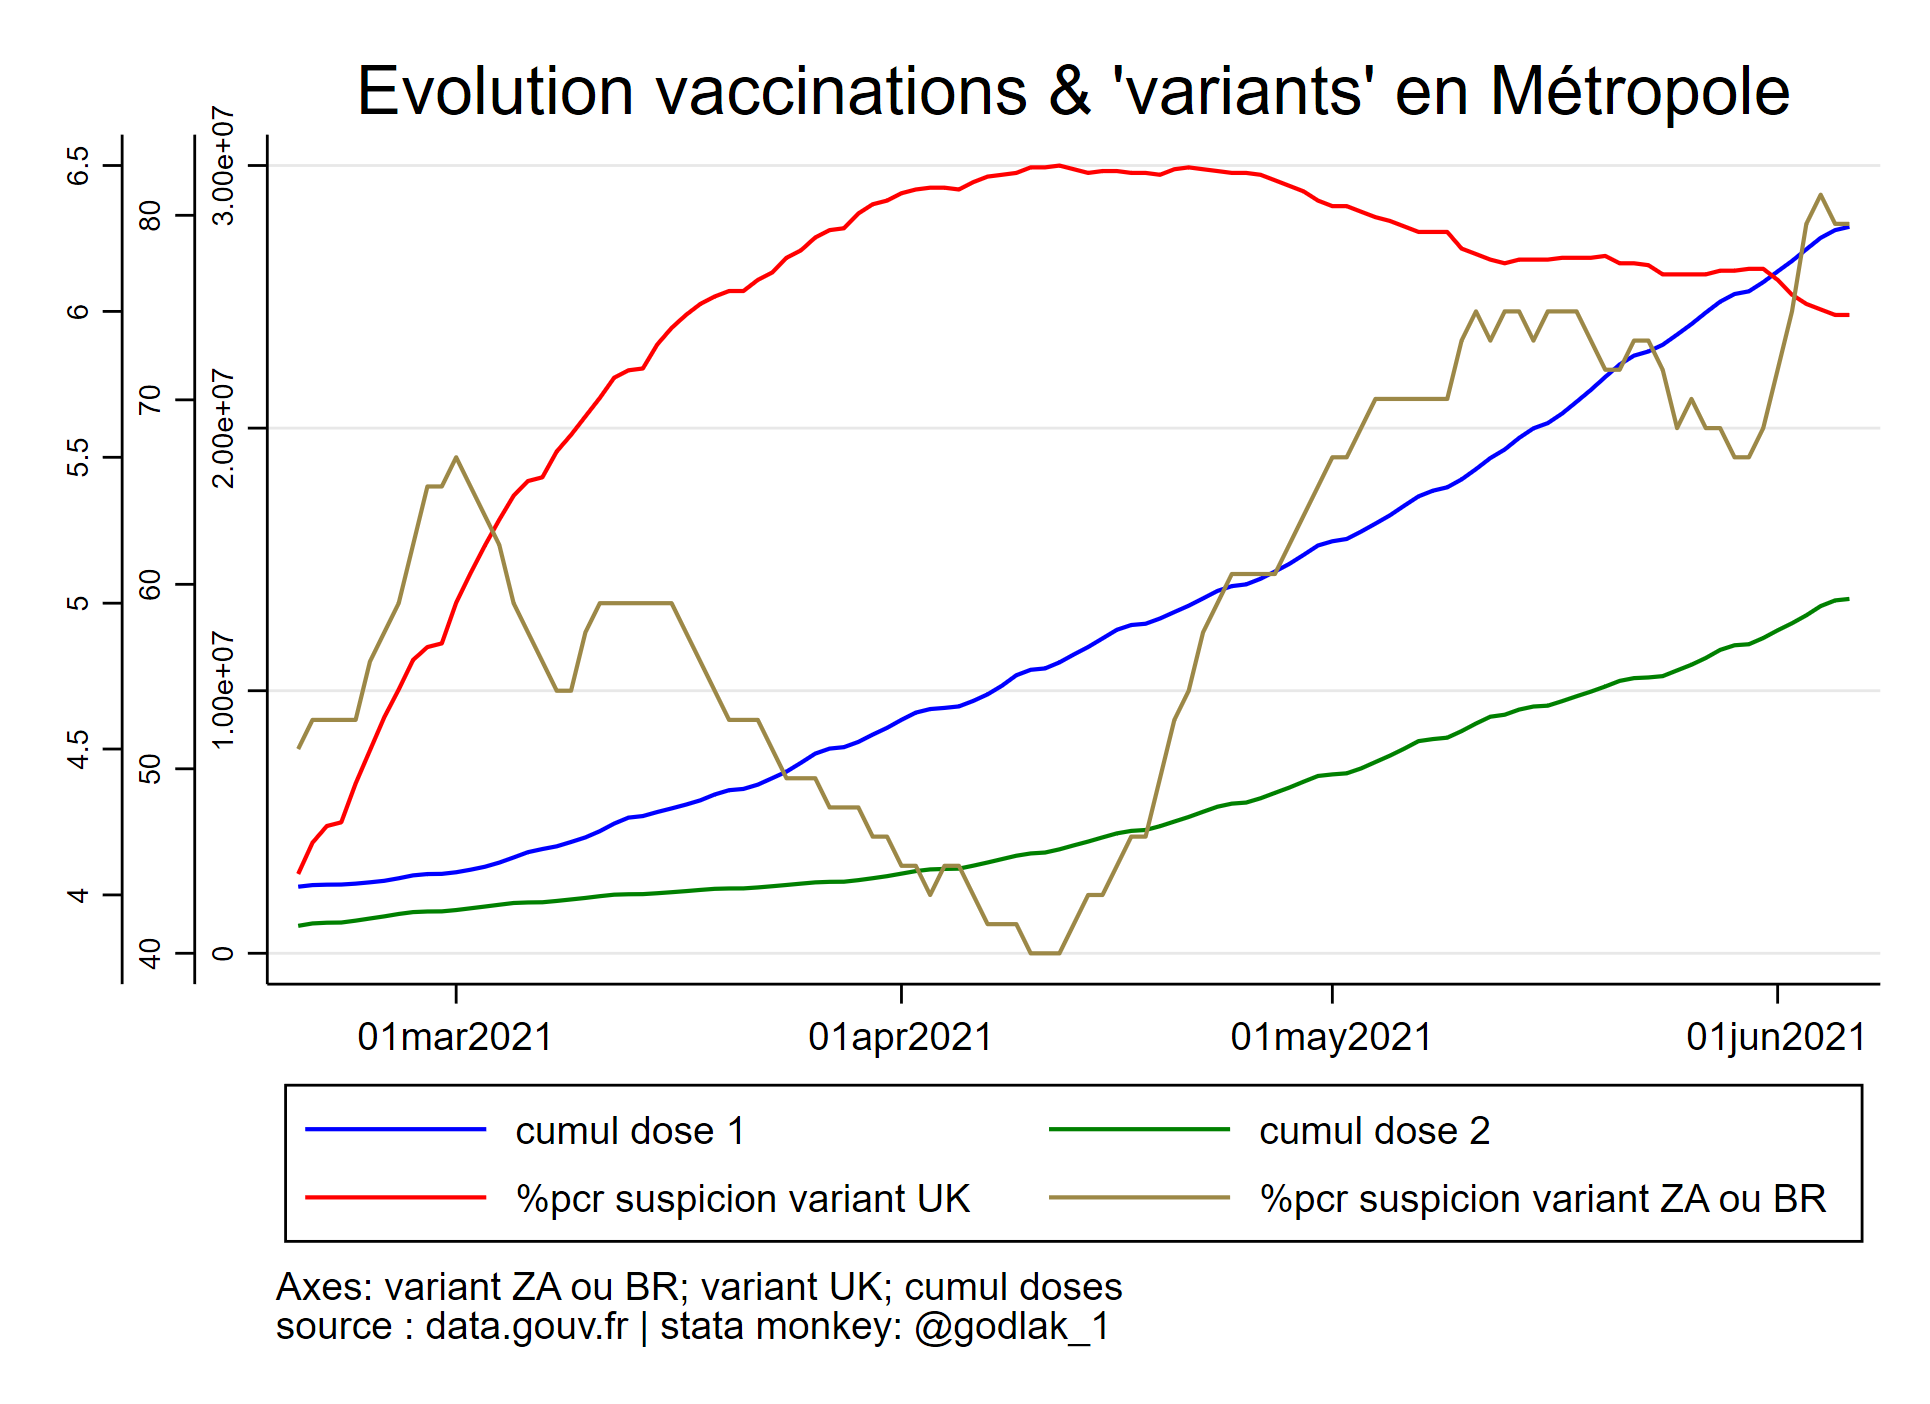 Evolution vaccinations & 'variants' en Métropole
6.5
6
5.5
5
4.5
4
80
70
60
50
40
3.00e+07
2.00e+07
1.00e+07
0
01mar2021 01apr2021 01may2021 01jun2021
cumul dose 1 cumul dose 2
%pcr suspicion variant UK %pcr suspicion variant ZA ou BR
Axes: variant ZA ou BR; variant UK; cumul doses
source : data.gouv.fr | stata monkey: @godlak_1